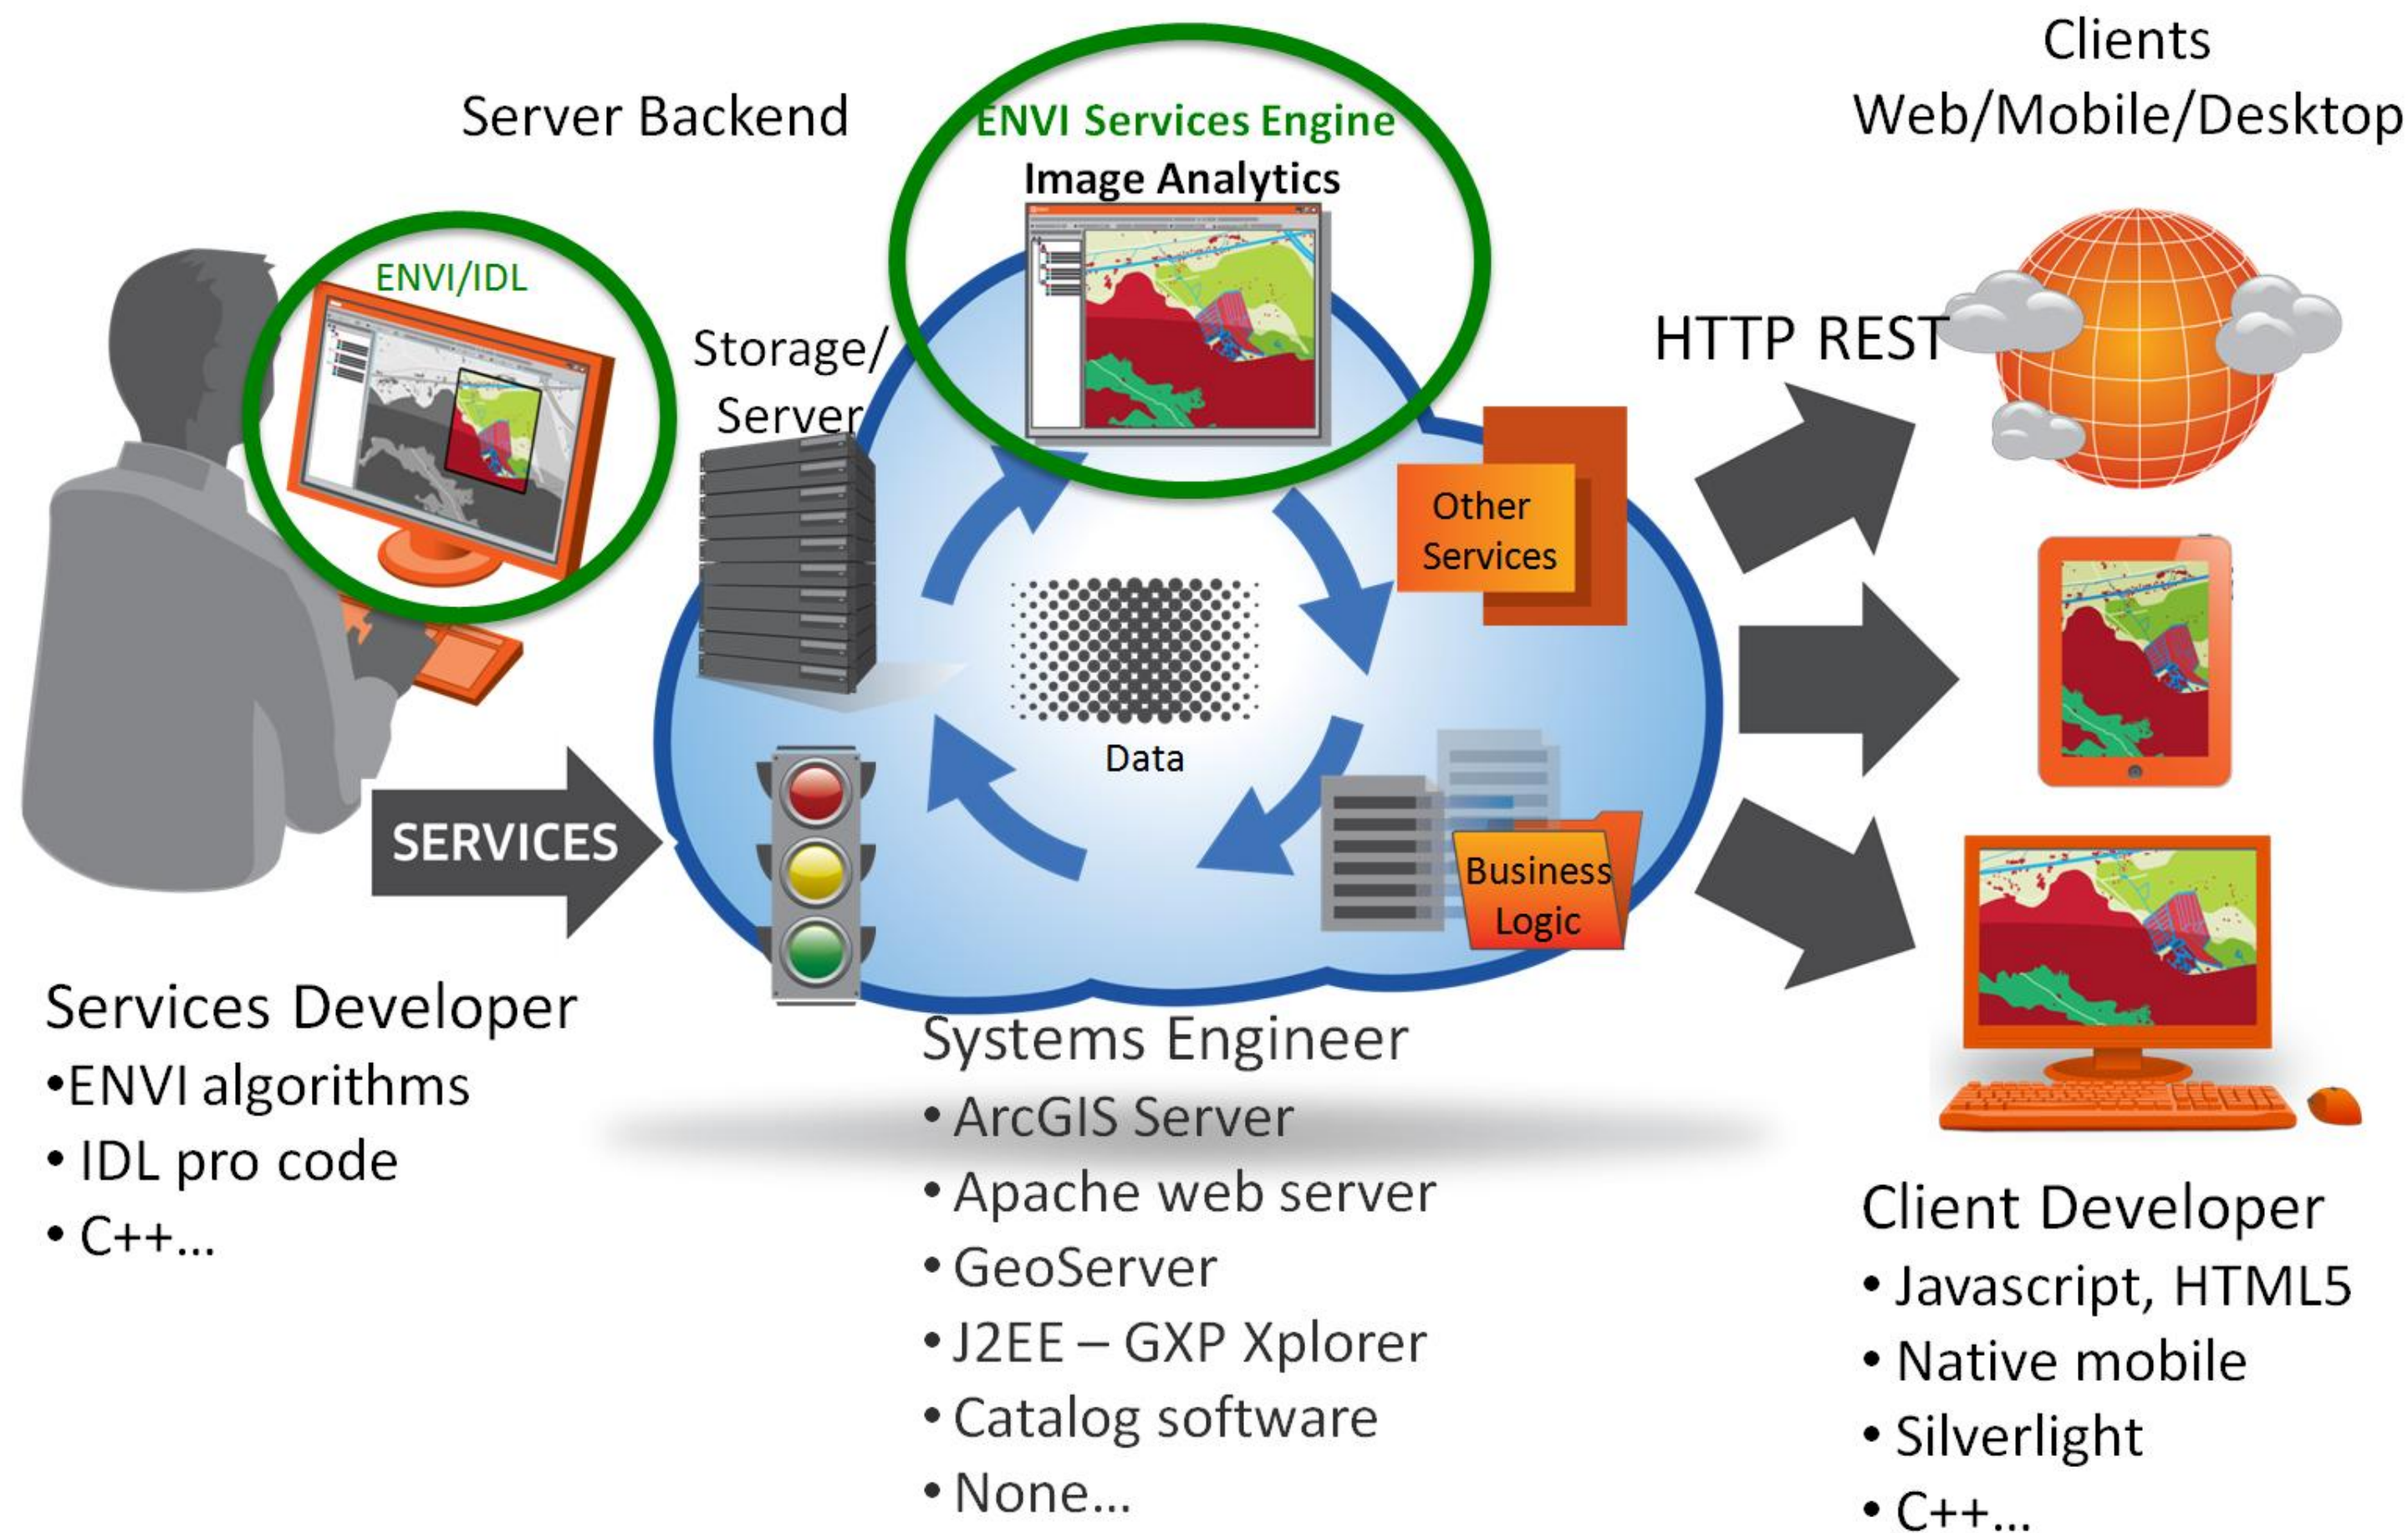 Server Backend
ENVI Services Engine
Image Analytics
Clients
Web/Mobile/Desktop
ENVI/IDL
Storage/
Server
HTTP REST
Other
Services
Data
Business
Logic
SERVICES
Services Developer
•ENVI algorithms
• IDL pro code
• C++...
Systems Engineer
• ArcGIS Server
• Apache web server
• GeoServer
• J2EE – GXP Xplorer
• Catalog software
• None...
Client Developer
• Javascript, HTML5
• Native mobile
• Silverlight
• C++...